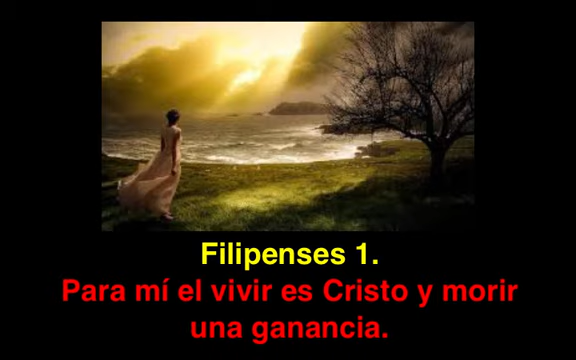 Filipenses 1.
Para mí el vivir es Cristo y morir
una ganancia.